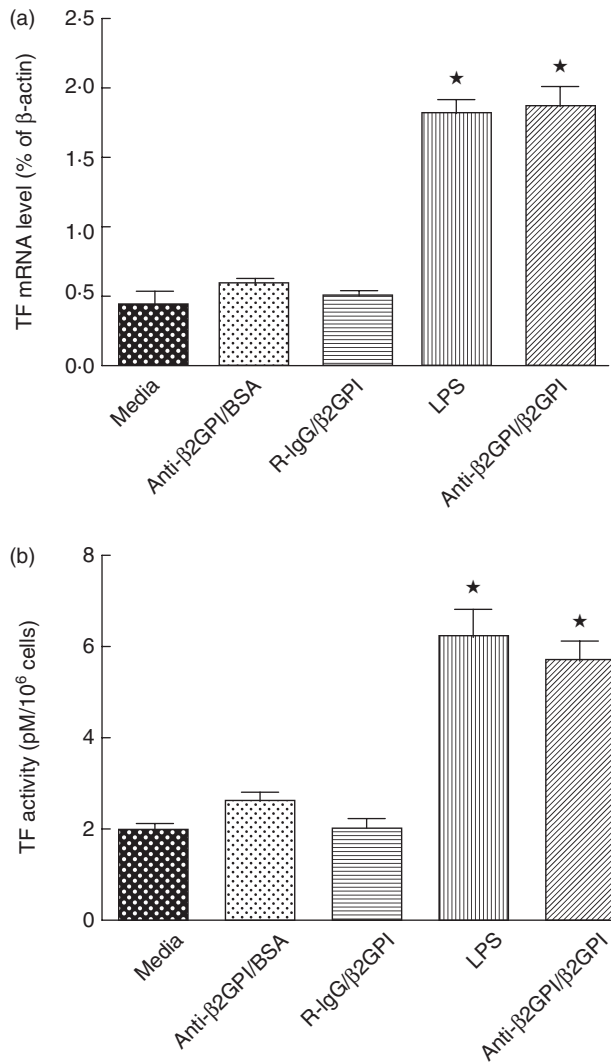 (a)
TF mRNA level (% of β-actin)
2·5
2·0
1·5
1·0
0·5
0·0
★
★
Media
Anti-β2GPI/BSA
R-IgG/β2GPI
LPS
Anti-β2GPI/β2GPI
(b)
TF activity (pM/10⁶ cells)
8
6
4
2
0
★
★
Media
Anti-β2GPI/BSA
R-IgG/β2GPI
LPS
Anti-β2GPI/β2GPI